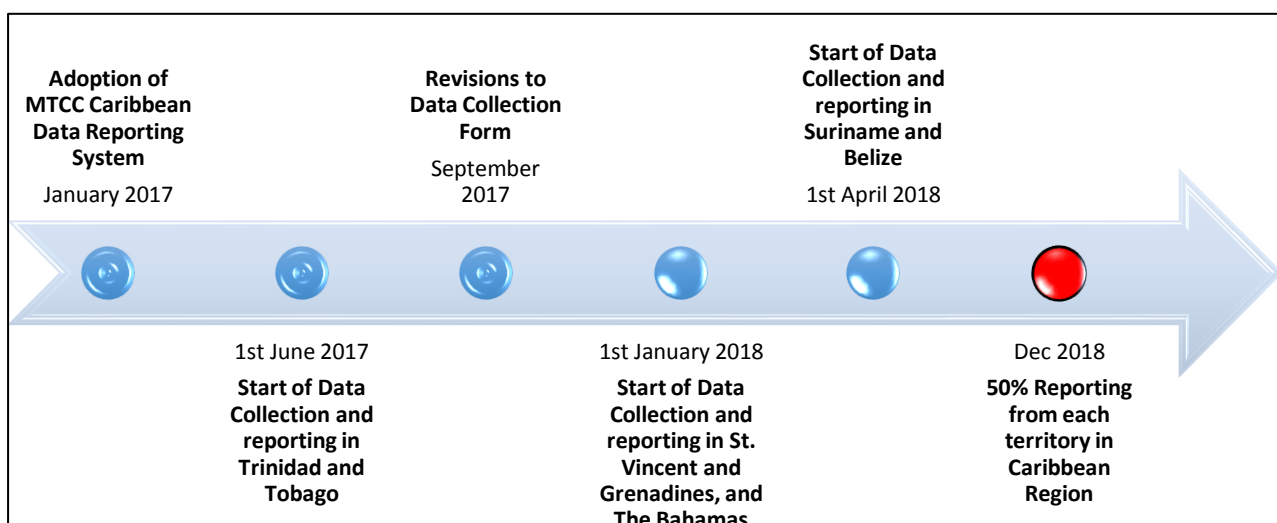 Adoption of
MTCC Caribbean
Data Reporting
System
January 2017
1st June 2017
Start of Data
Collection and
reporting in
Trinidad and
Tobago
Revisions to
Data Collection
Form
September
2017
1st January 2018
Start of Data
Collection and
reporting in St.
Vincent and
Grenadines, and
The Bahamas
Start of Data
Collection and
reporting in
Suriname and
Belize
1st April 2018
Dec 2018
50% Reporting
from each
territory in
Caribbean
Region